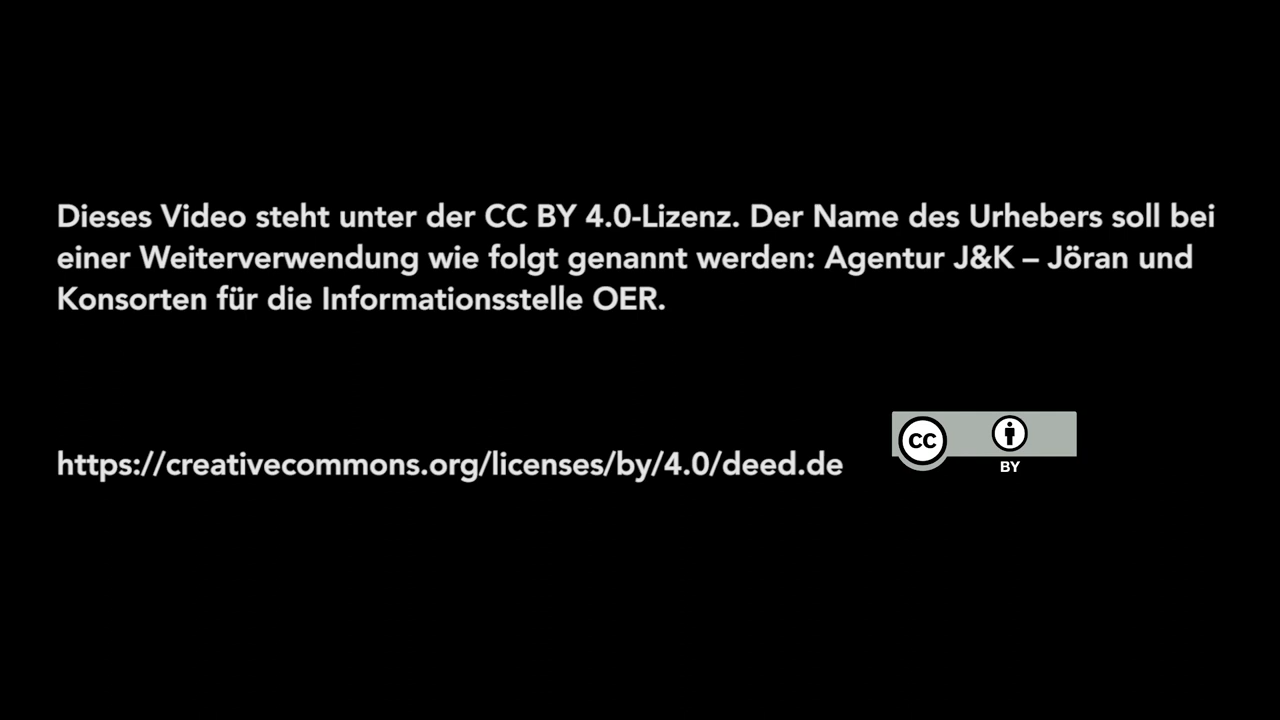 Dieses Video steht unter der CC BY 4.0-Lizenz. Der Name des Urhebers soll bei
einer Weiterverwendung wie folgt genannt werden: Agentur J&K – Jöran und
Konsorten für die Informationsstelle OER.
https://creativecommons.org/licenses/by/4.0/deed.de
CC
BY